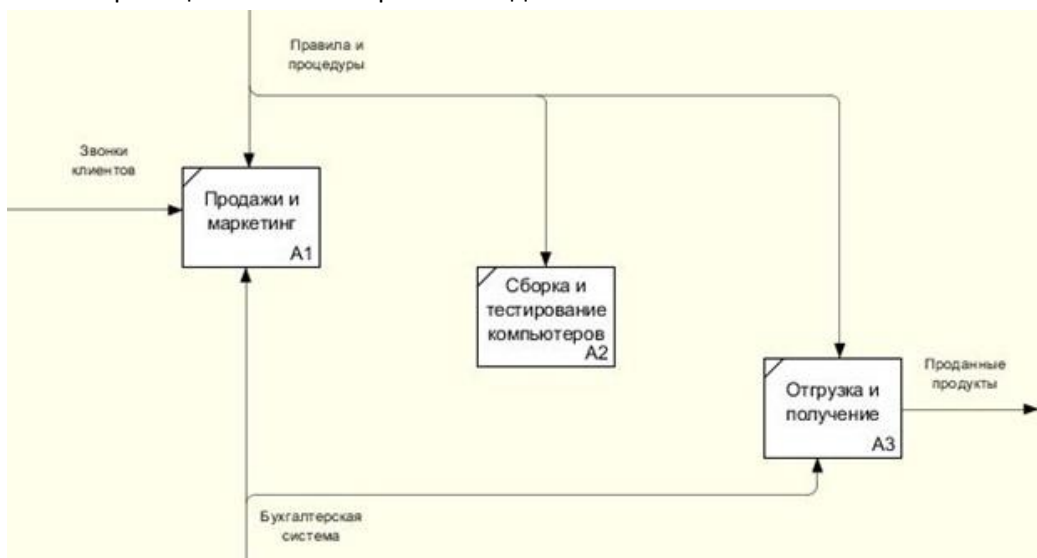 Правила и
процедуры
Звонки
клиентов
Продажи и
маркетинг
A1
Сборка и
тестирование
компьютеров
A2
Отгрузка и
получение
A3
Проданные
продукты
Бухгалтерская
система